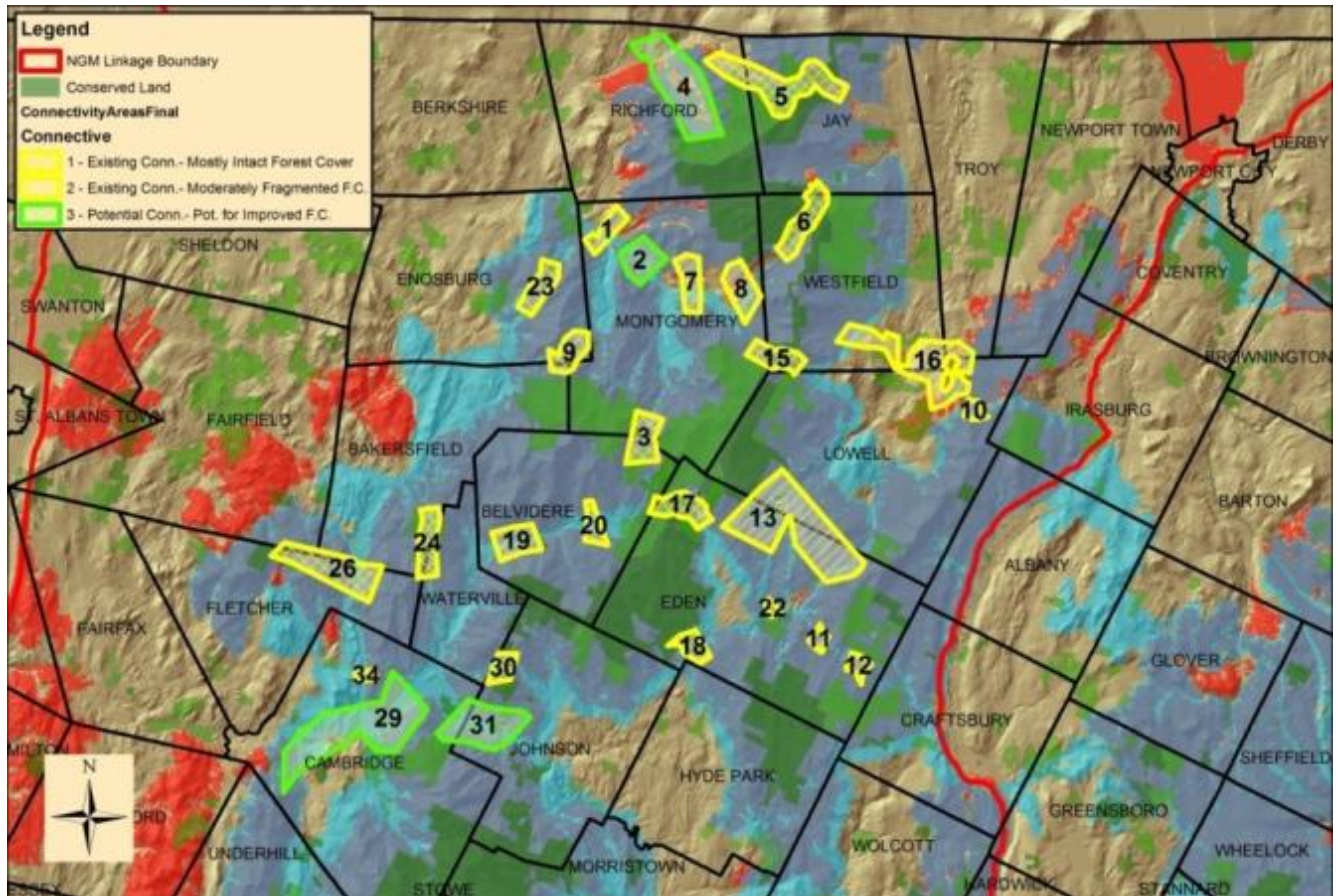 Legend
NGM Linkage Boundary
Conserved Land
ConnectivityAreasFinal
Connective
1 - Existing Conn.- Mostly Intact Forest Cover
2 - Existing Conn.- Moderately Fragmented F.C.
3 - Potential Conn.- Pot. for Improved F.C.
BERKSHIRE
4
RICHFORD
5
JAY
NEWPORT TOWN
DERBY
NEWPORT CITY
TROY
SHELDON
1
6
ENOSBURG
2
23
7
8
WESTFIELD
COVENTRY
SWANTON
MONTGOMERY
9
15
16
BROWNINGTON
10
IRASBURG
ST. ALBANS TOWN
FAIRFIELD
BAKERSFIELD
3
LOWELL
BARTON
BELVIDERE
17
13
20
19
24
26
ALBANY
FLETCHER
WATERVILLE
EDEN
22
FAIRFAX
11
18
12
GLOVER
30
34
29
31
CRAFTSBURY
CAMBRIDGE
JOHNSON
HYDE PARK
SHEFFIELD
N
GREENSBORO
UNDERHILL
WOLCOTT
WHEELOCK
MORRISTOWN
STOWE
HARDWICK
STANNARD